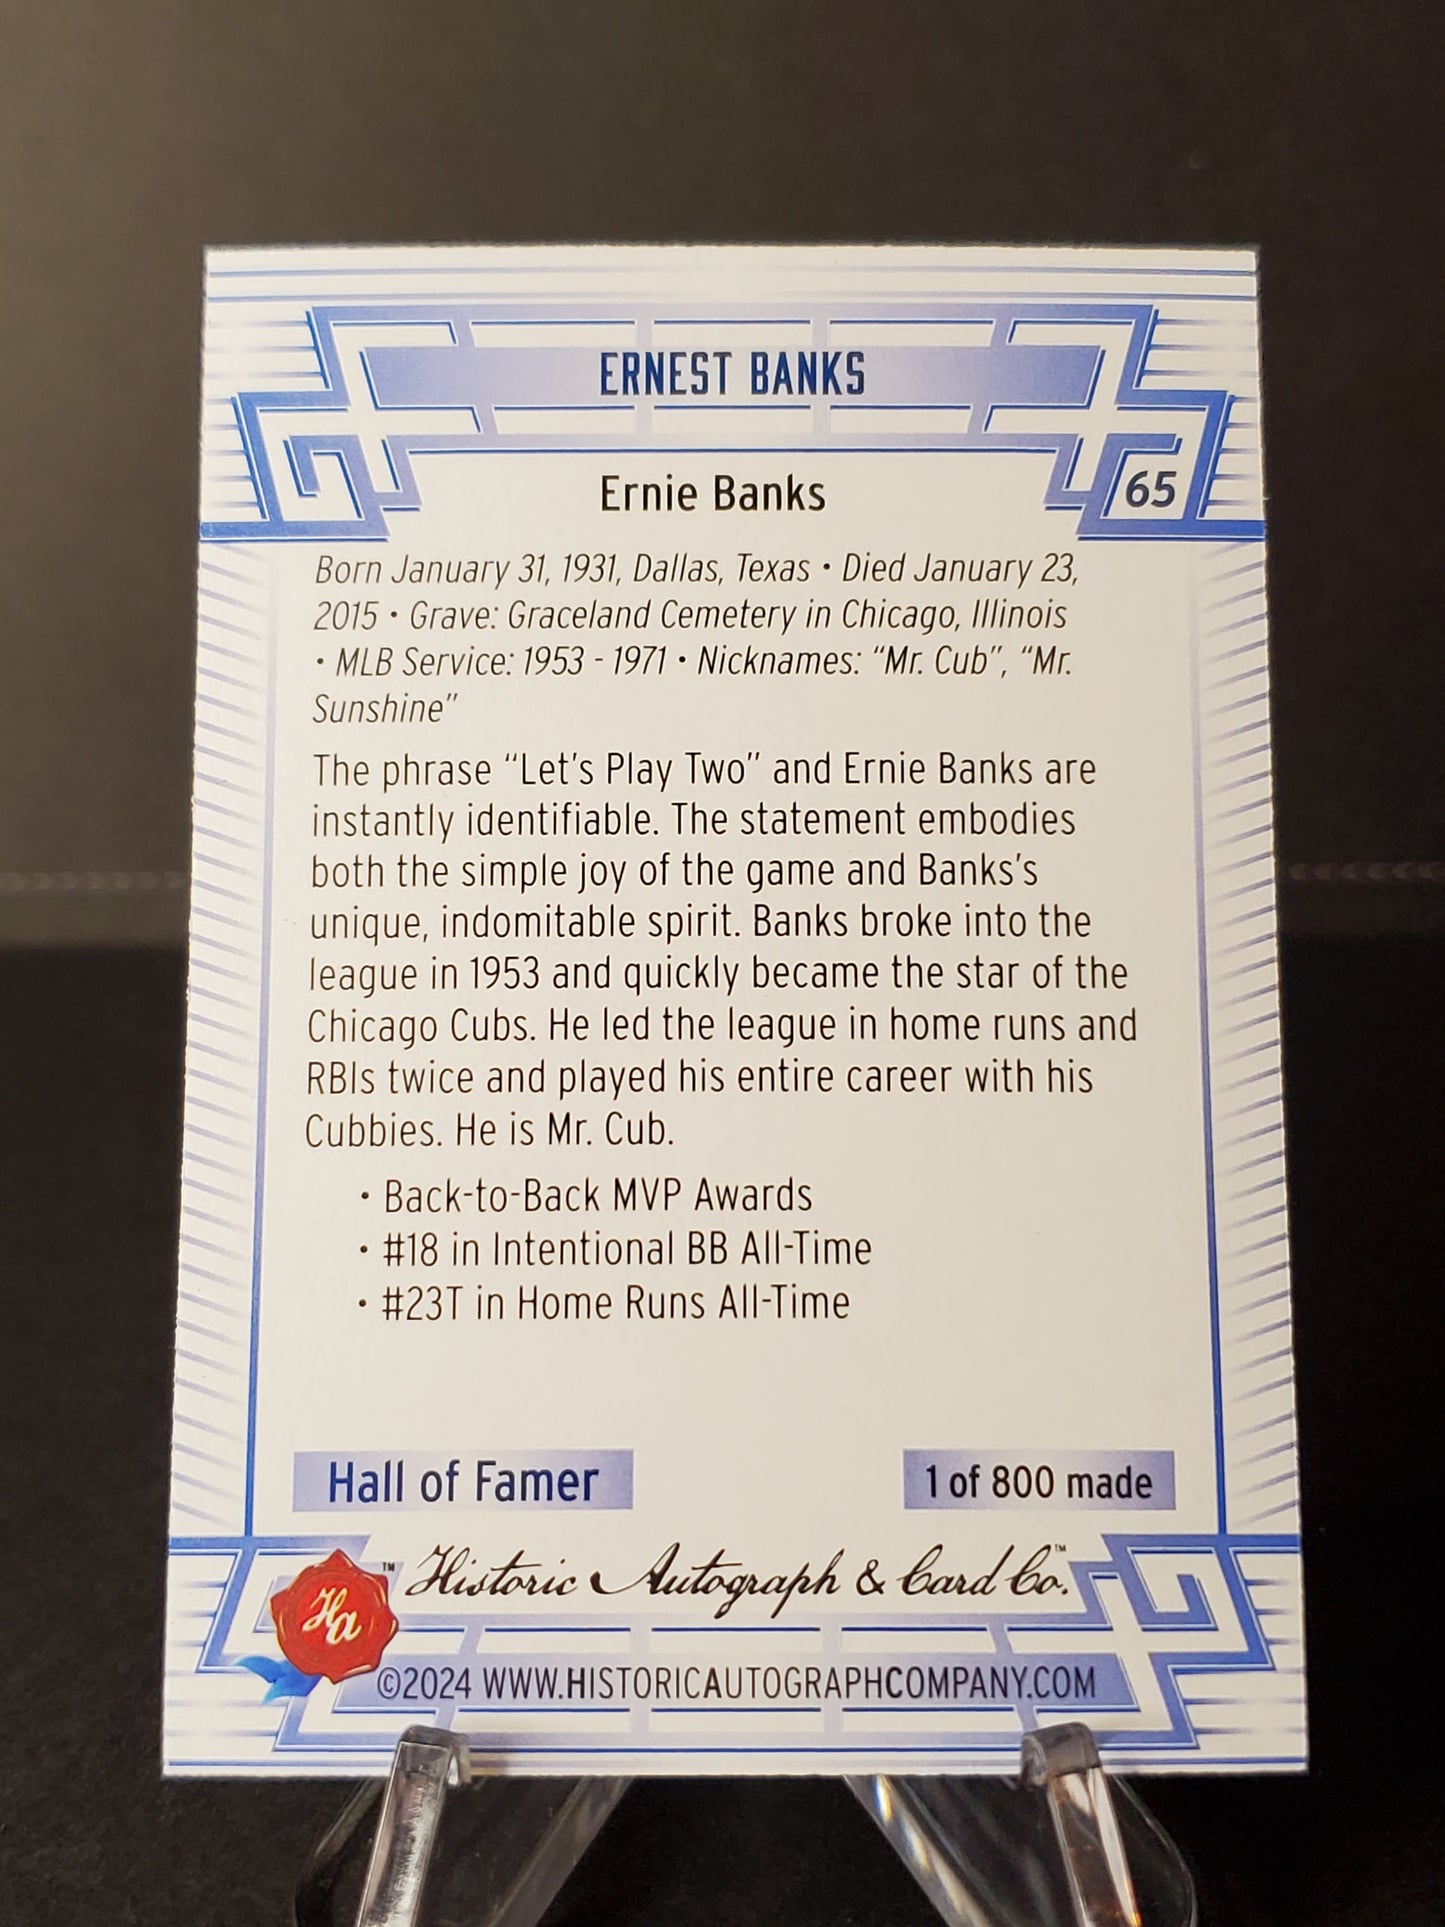 ERNEST BANKS
Ernie Banks
65
Born January 31, 1931, Dallas, Texas • Died January 23,
2015 • Grave: Graceland Cemetery in Chicago, Illinois
• MLB Service: 1953 - 1971 • Nicknames: “Mr. Cub”, “Mr.
Sunshine”
The phrase “Let’s Play Two” and Ernie Banks are
instantly identifiable. The statement embodies
both the simple joy of the game and Banks’s
unique, indomitable spirit. Banks broke into the
league in 1953 and quickly became the star of the
Chicago Cubs. He led the league in home runs and
RBIs twice and played his entire career with his
Cubbies. He is Mr. Cub.
• Back-to-Back MVP Awards
• #18 in Intentional BB All-Time
• #23T in Home Runs All-Time
Hall of Famer
1 of 800 made
Ha™
Historic Autograph & Card Co.™
©2024 WWW.HISTORICAUTOGRAPHCOMPANY.COM